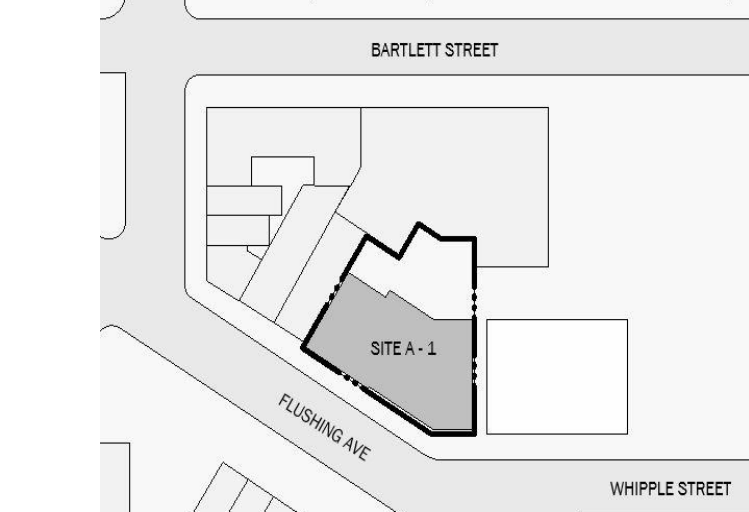 BARTLETT STREET
SITE A - 1
FLUSHING AVE
WHIPPLE STREET